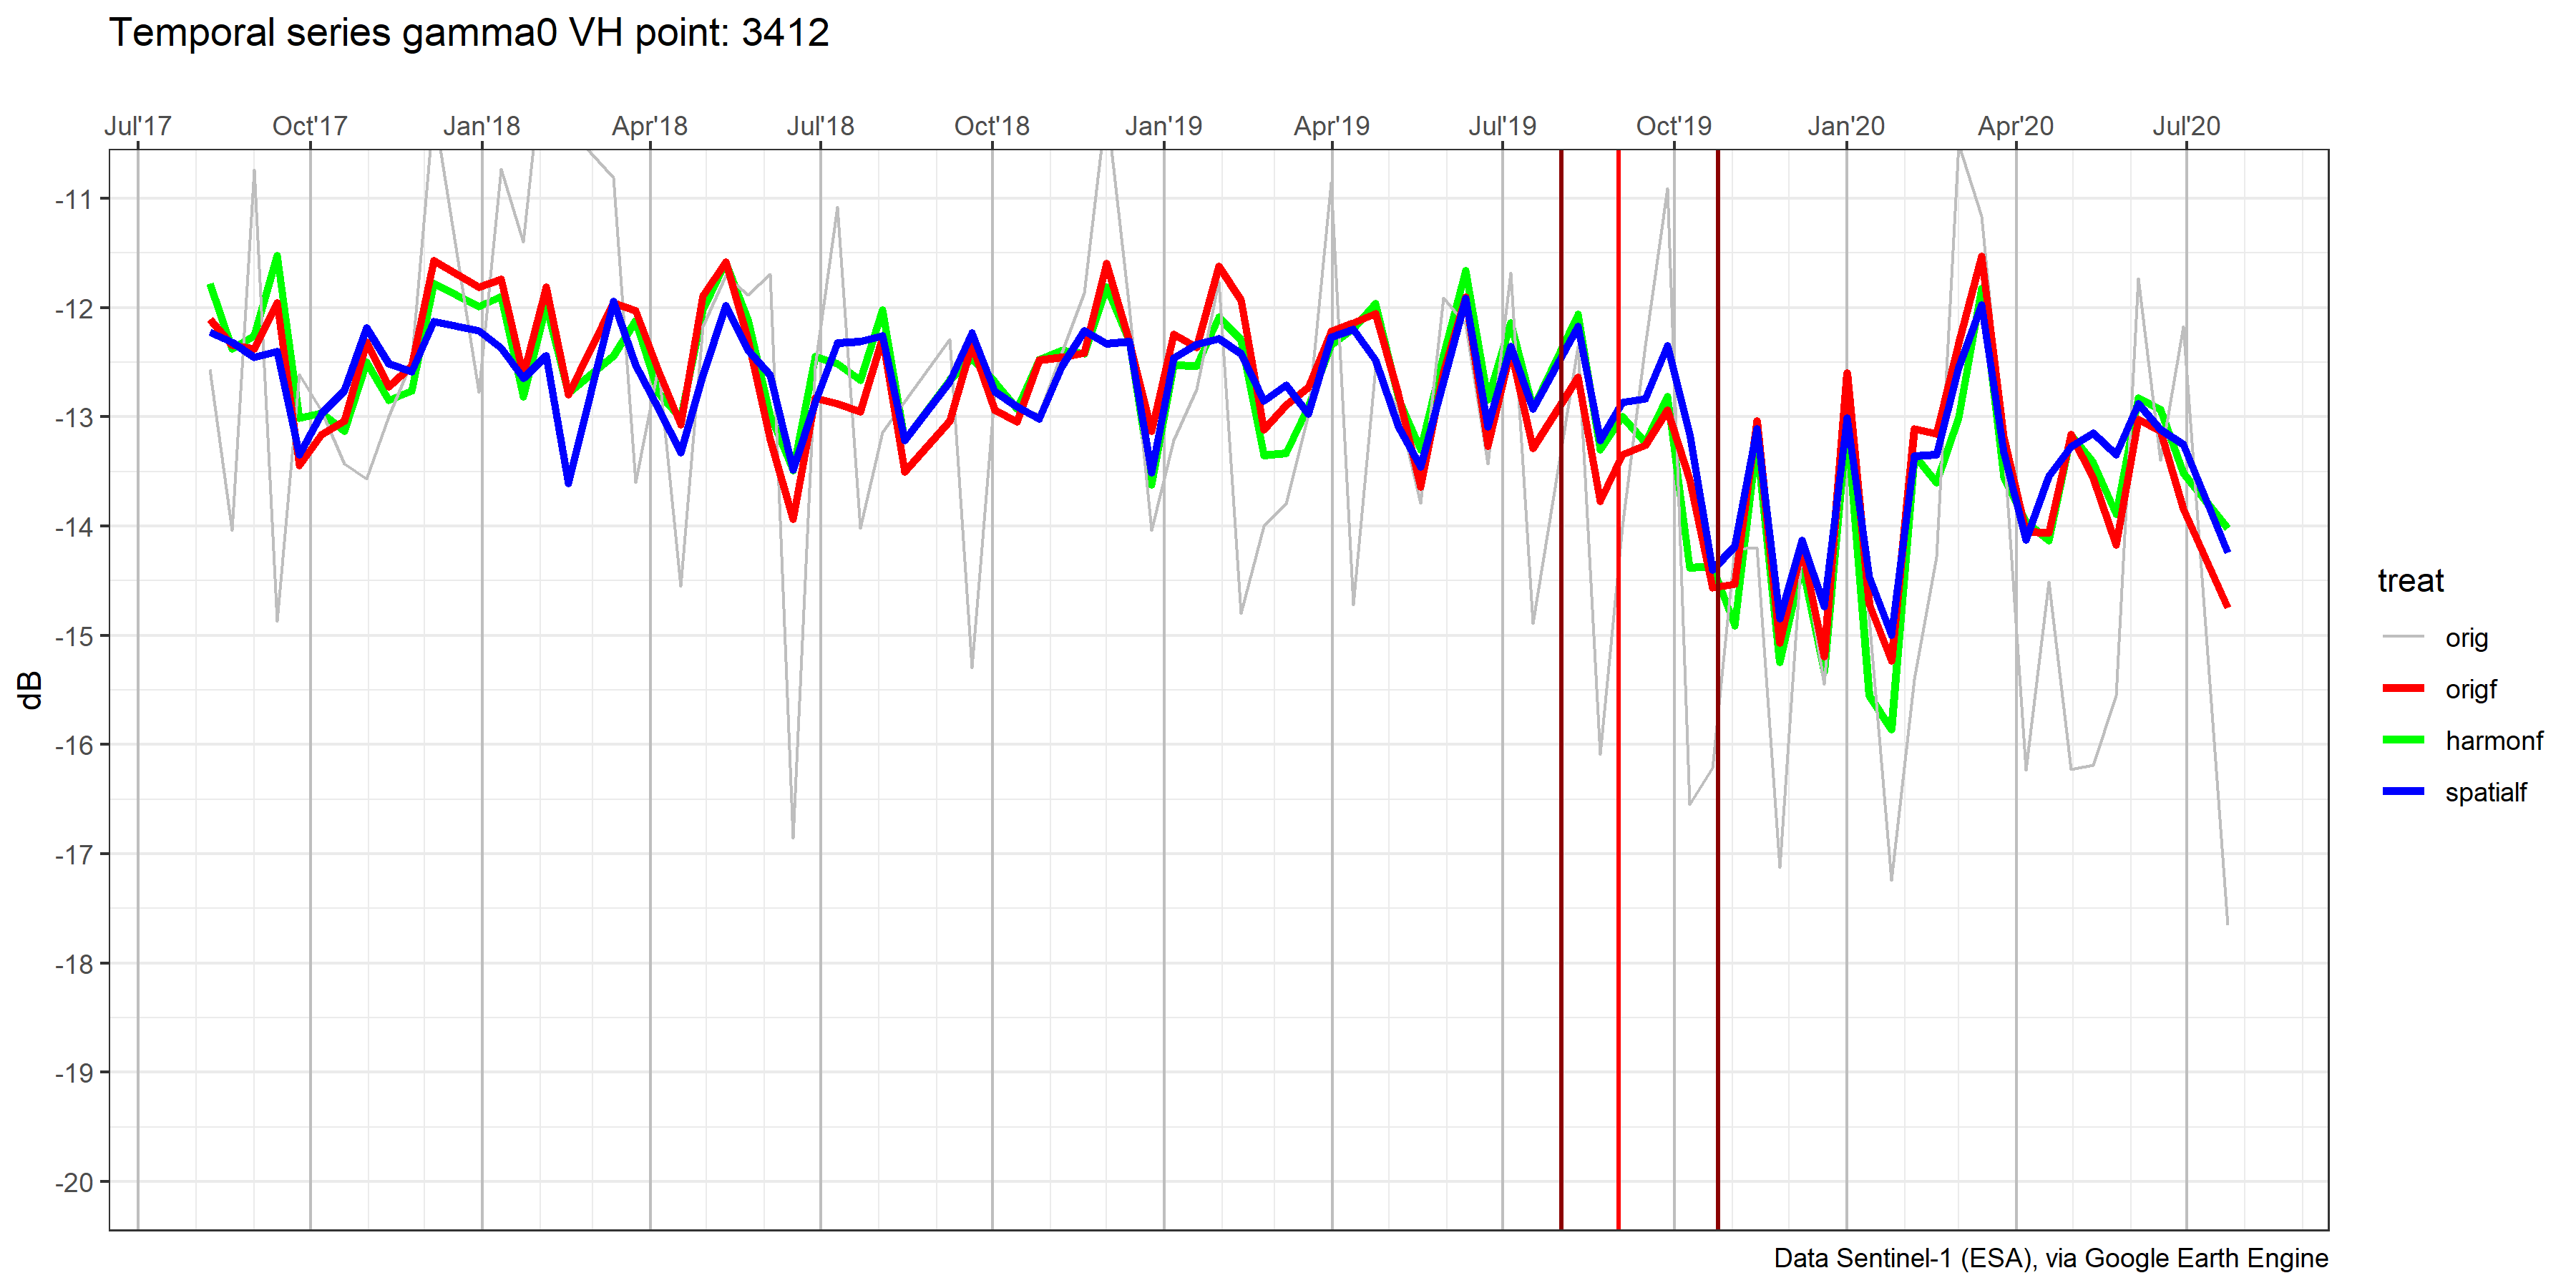 Temporal series gamma0 VH point: 3412
Jul'17 Oct'17 Jan'18 Apr'18 Jul'18 Oct'18 Jan'19 Apr'19 Jul'19 Oct'19 Jan'20 Apr'20 Jul'20
-11
-12
-13
-14
-15
-16
-17
-18
-19
-20
dB
treat
orig
origf
harmonf
spatialf
Data Sentinel-1 (ESA), via Google Earth Engine